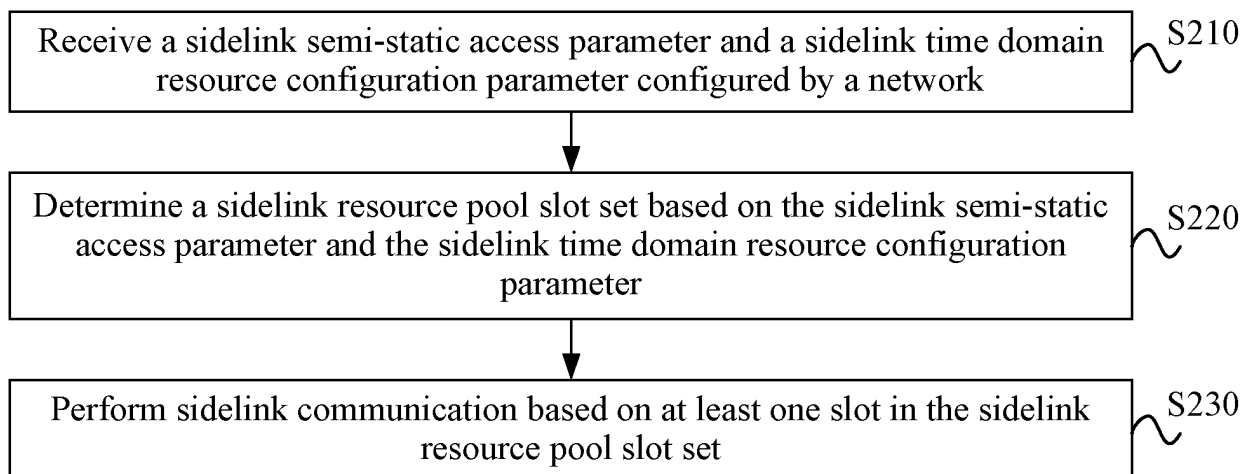 Receive a sidelink semi-static access parameter and a sidelink time domain
resource configuration parameter configured by a network
S210
Determine a sidelink resource pool slot set based on the sidelink semi-static
access parameter and the sidelink time domain resource configuration
parameter
S220
Perform sidelink communication based on at least one slot in the sidelink
resource pool slot set
S230